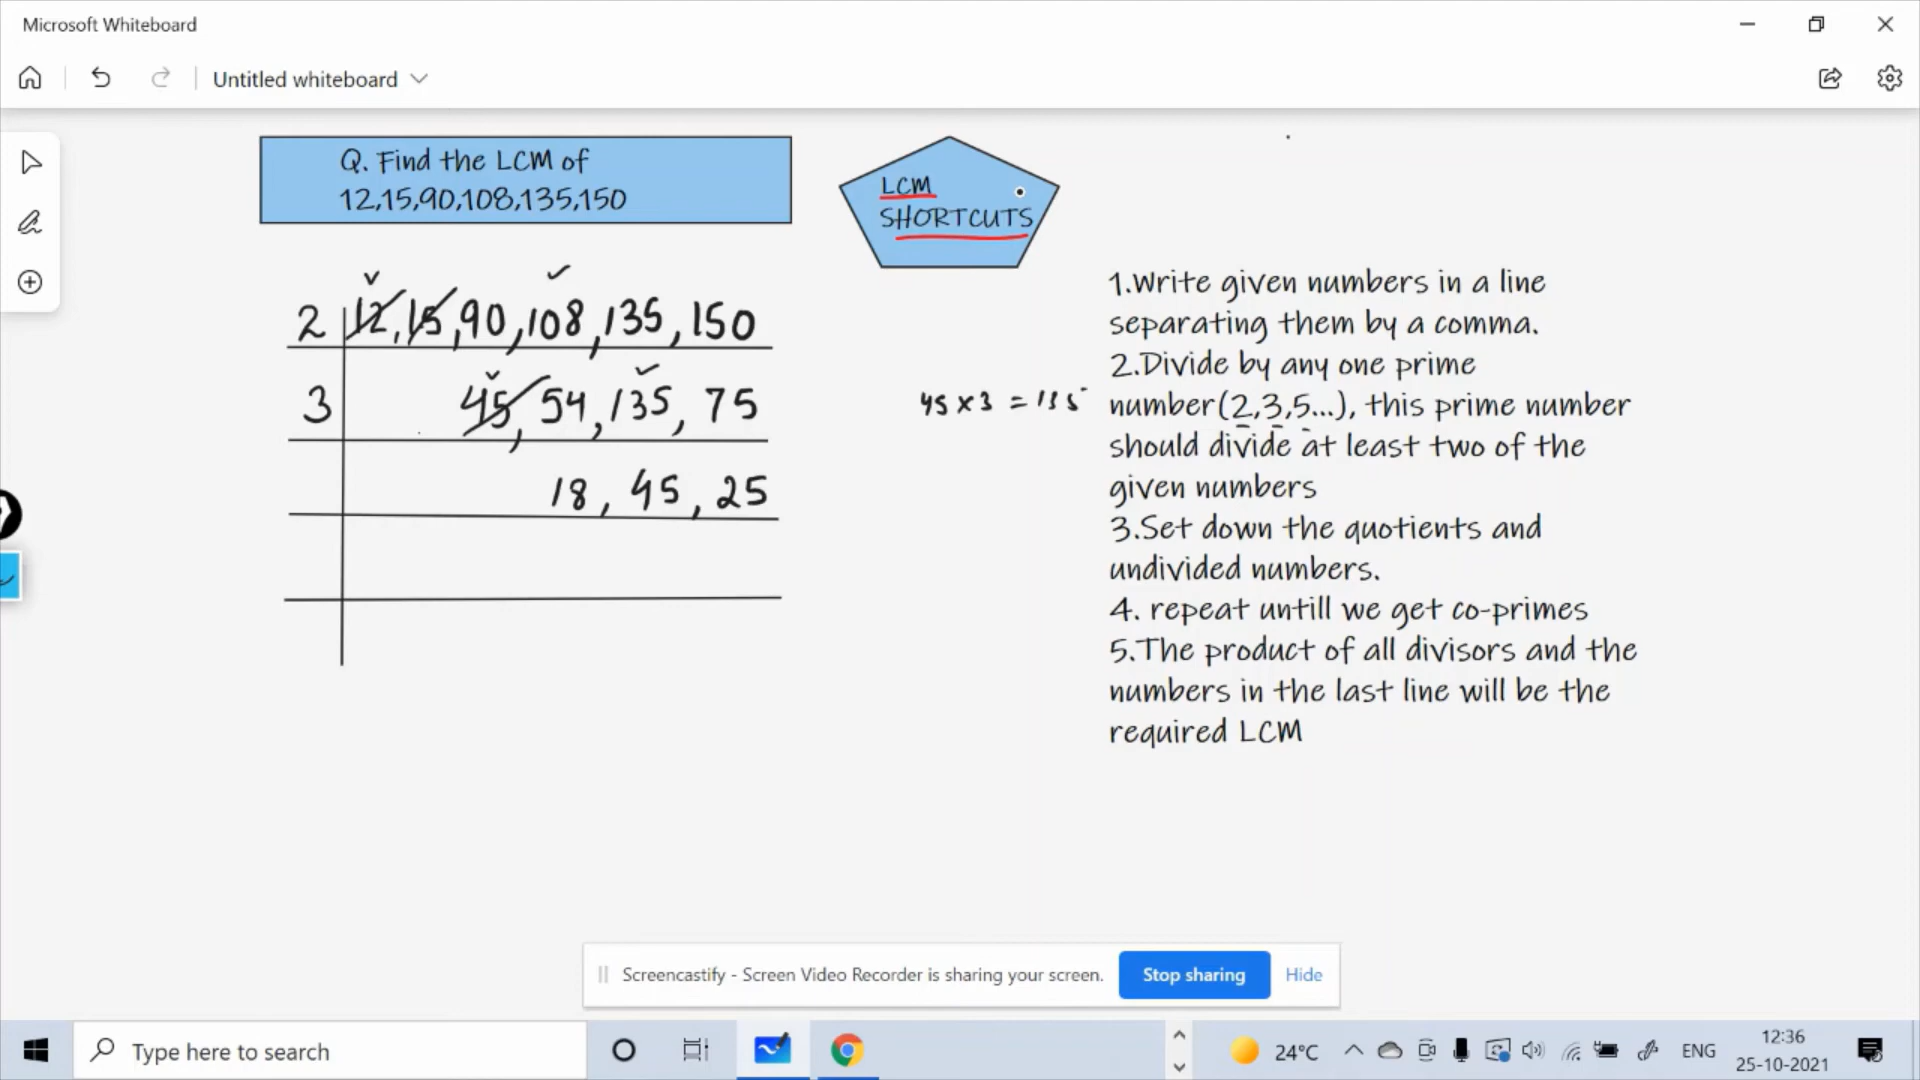 Microsoft Whiteboard
Untitled whiteboard
Q. Find the LCM of
12,15,90,108,135,150
LCM
SHORTCUTS
2 12,15,90,108,135,150
3 45,54,135,75
18,45,25
45 x 3 = 135
1.Write given numbers in a line
separating them by a comma.
2.Divide by any one prime
number(2,3,5...), this prime number
should divide at least two of the
given numbers
3.Set down the quotients and
undivided numbers.
4. repeat untill we get co-primes
5.The product of all divisors and the
numbers in the last line will be the
required LCM
Screencastify - Screen Video Recorder is sharing your screen.
Stop sharing
Hide
Type here to search
24°C
ENG
12:36
25-10-2021